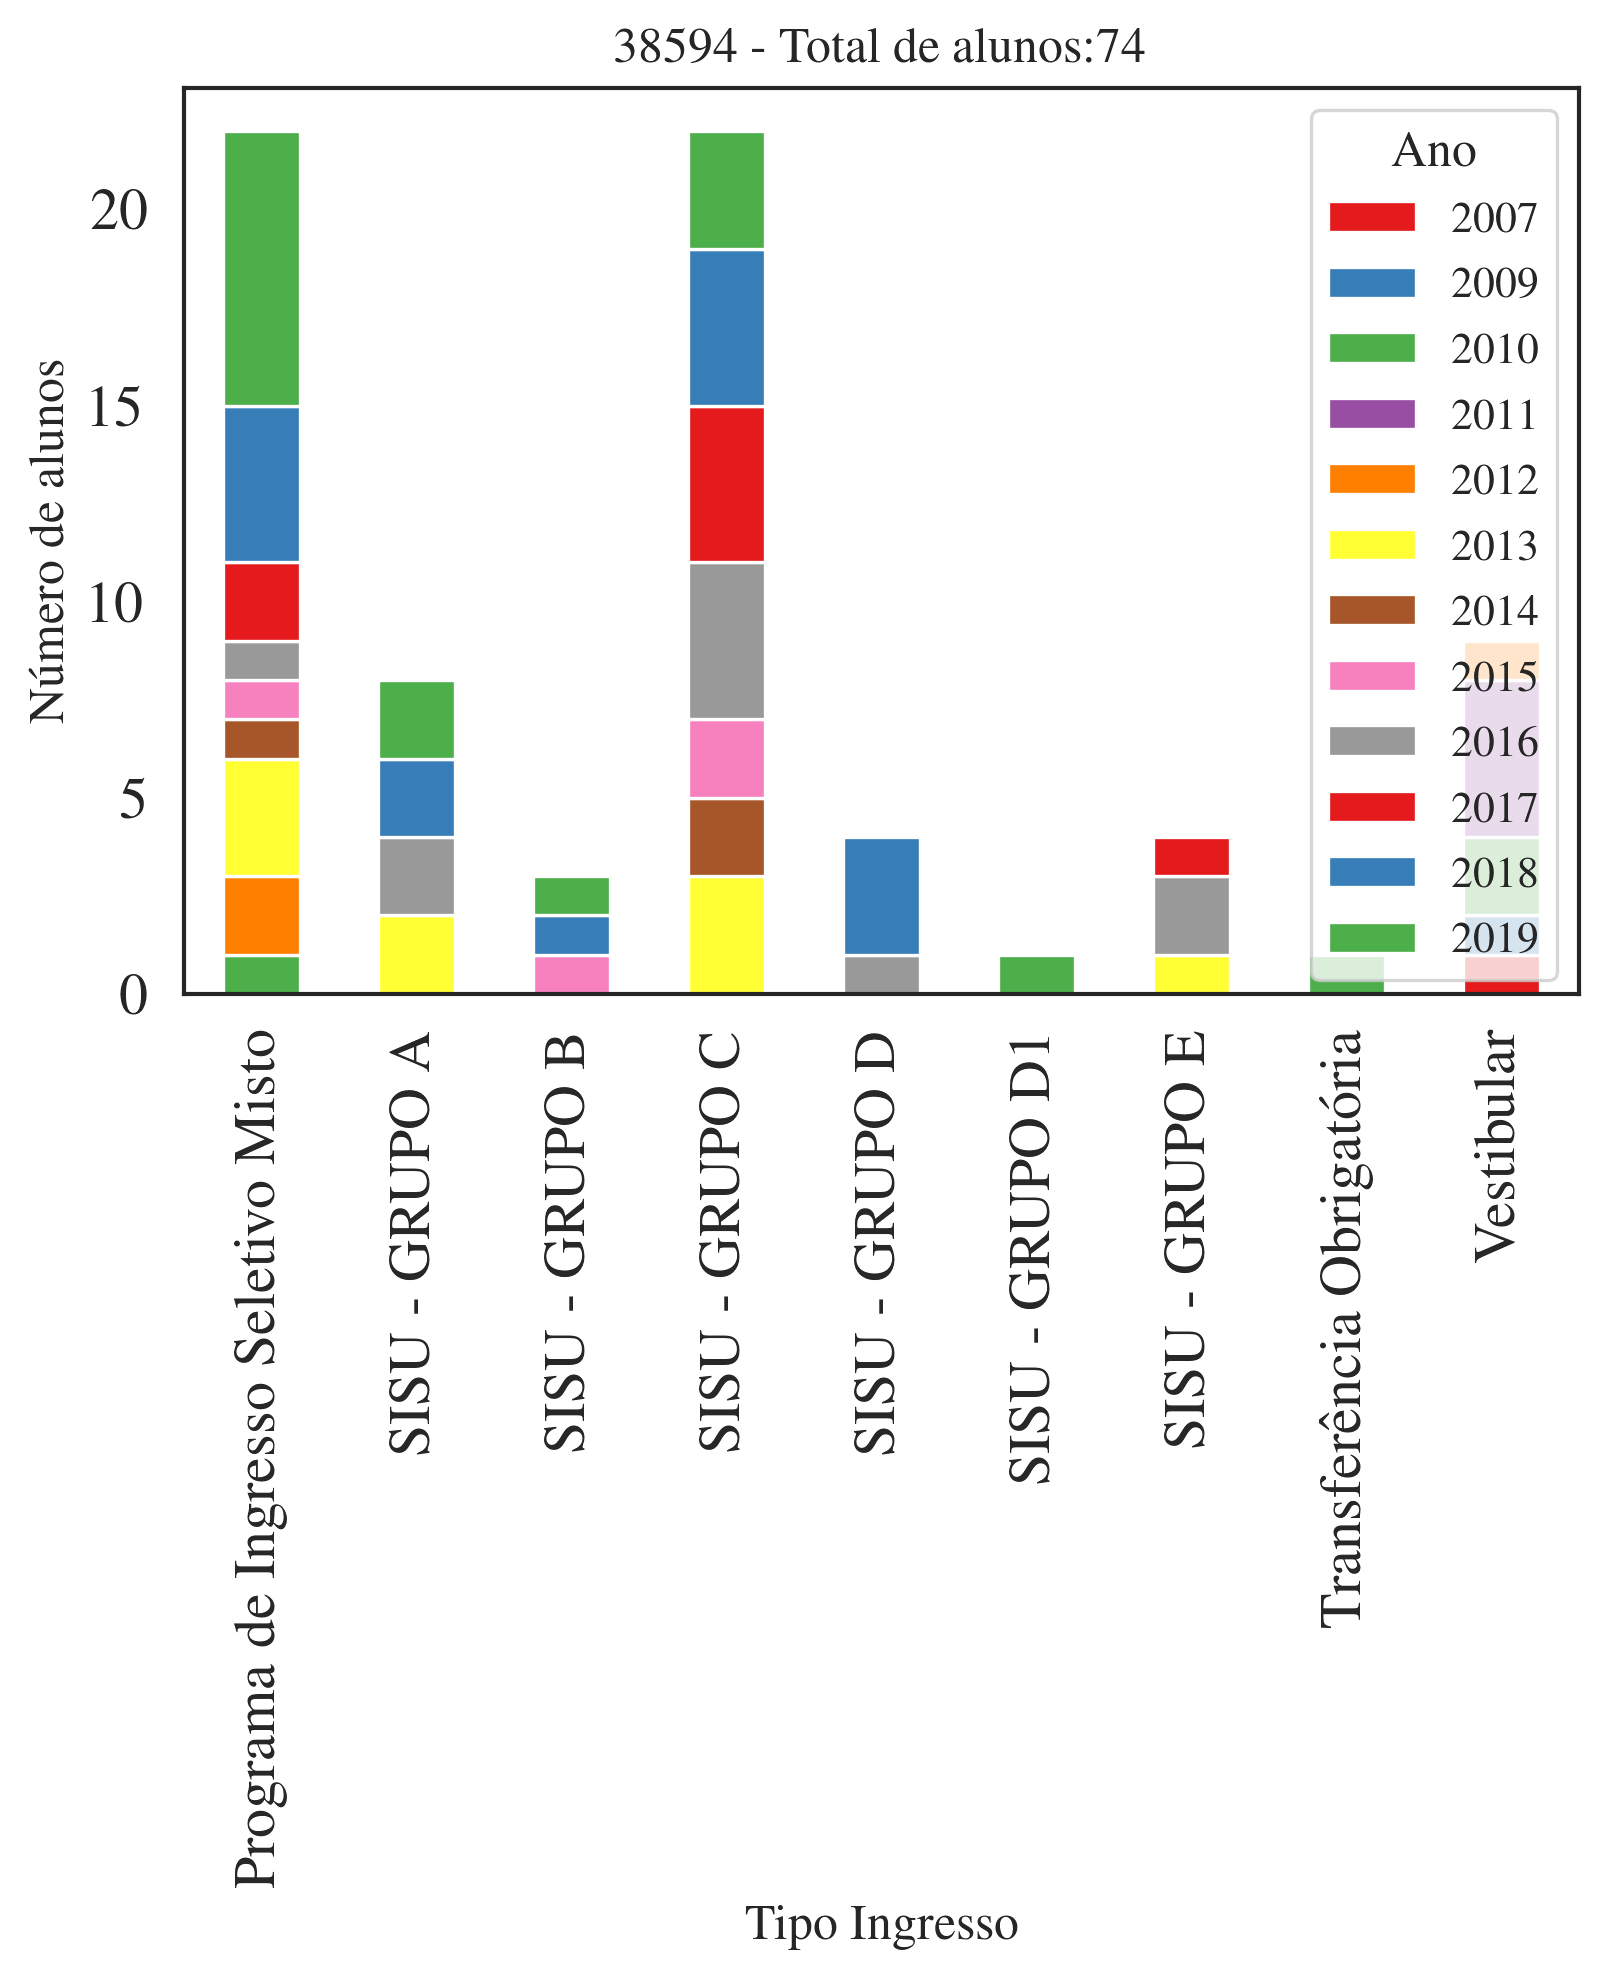 38594 - Total de alunos:74
Número de alunos
20
15
10
5
0
Ano
2007
2009
2010
2011
2012
2013
2014
2015
2016
2017
2018
2019
Programa de Ingresso Seletivo Misto
SISU - GRUPO A
SISU - GRUPO B
SISU - GRUPO C
SISU - GRUPO D
SISU - GRUPO D1
SISU - GRUPO E
Transferência Obrigatória
Vestibular
Tipo Ingresso